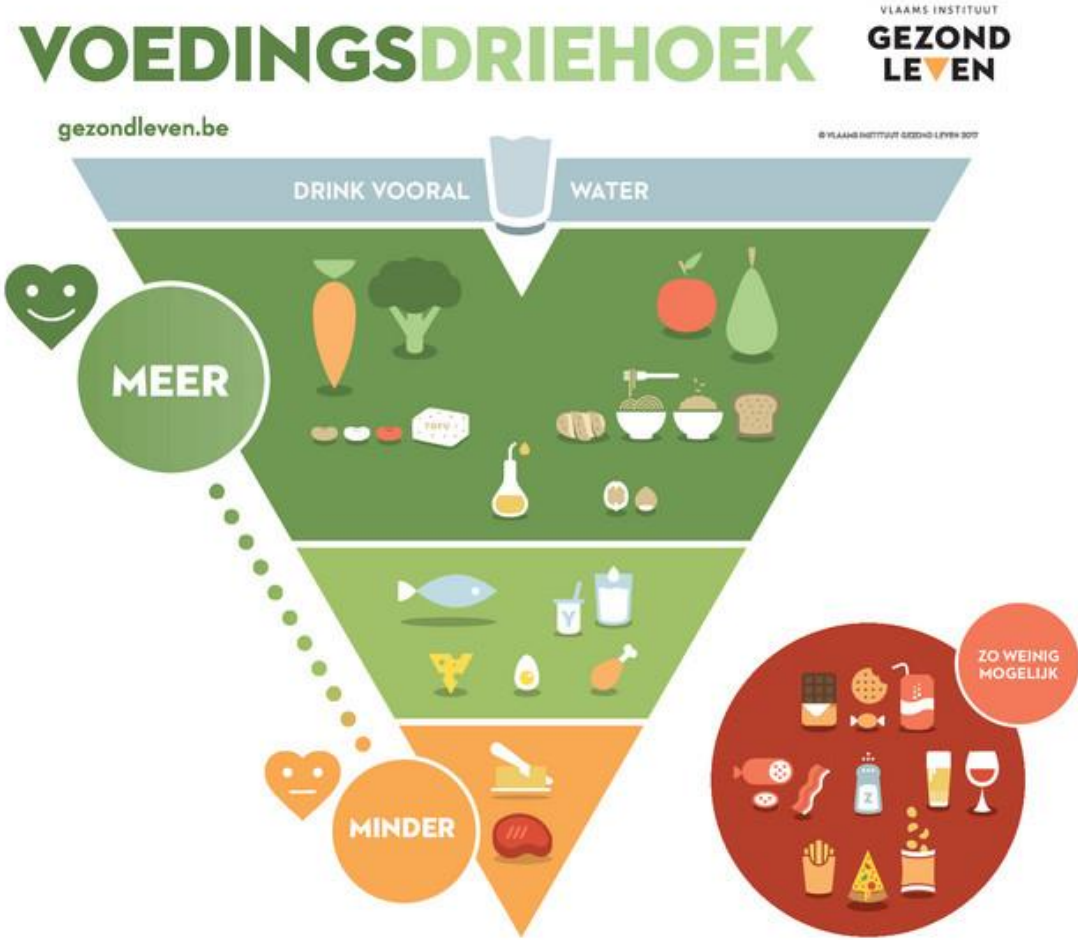 VLAAMS INSTITUUT
GEZOND
LEVEN
VOEDINGSDRIEHOEK
gezondleven.be
© VLAAMS INSTITUUT GEZOND LEVEN 2017
DRINK VOORAL WATER
MEER
TOFU
Y
ZO WEINIG
MOGELIJK
Z
MINDER